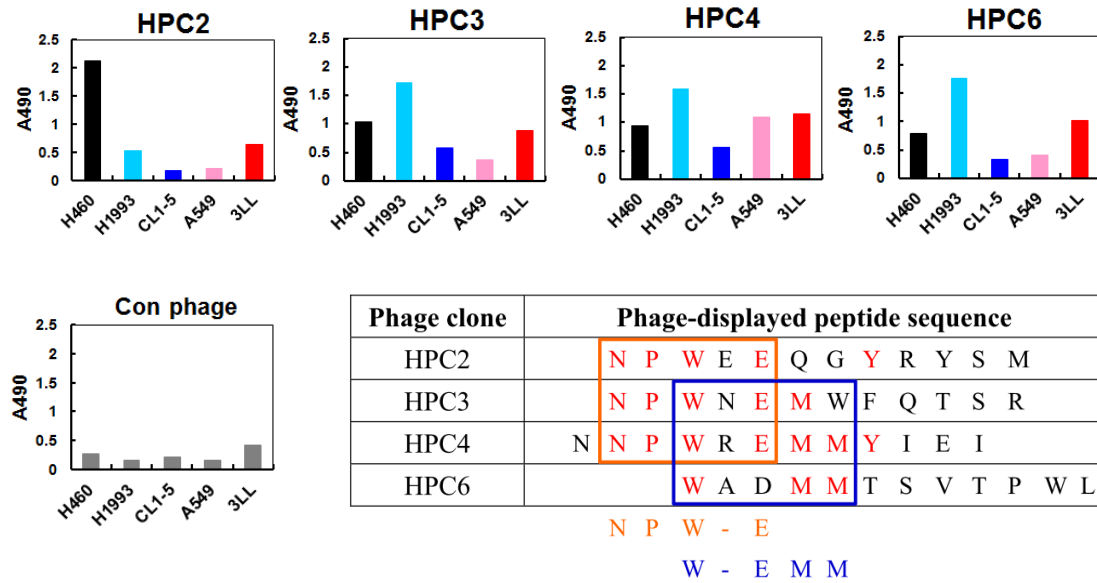 HPC2
2.5
2
1.5
1
0.5
0
A490
H460
H1993
CL1-5
A549
3LL
HPC3
2.5
2
1.5
1
0.5
0
A490
H460
H1993
CL1-5
A549
3LL
HPC4
2.5
2
1.5
1
0.5
0
A490
H460
H1993
CL1-5
A549
3LL
HPC6
2.5
2
1.5
1
0.5
0
A490
H460
H1993
CL1-5
A549
3LL
Con phage
2.5
2
1.5
1
0.5
0
A490
H460
H1993
CL1-5
A549
3LL
Phage clone Phage-displayed peptide sequence
HPC2 N P W E E Q G Y R Y S M
HPC3 N P W N E M W F Q T S R
HPC4 N N P W R E M M Y I E I
HPC6 W A D M M T S V T P W L
N P W - E
W - E M M